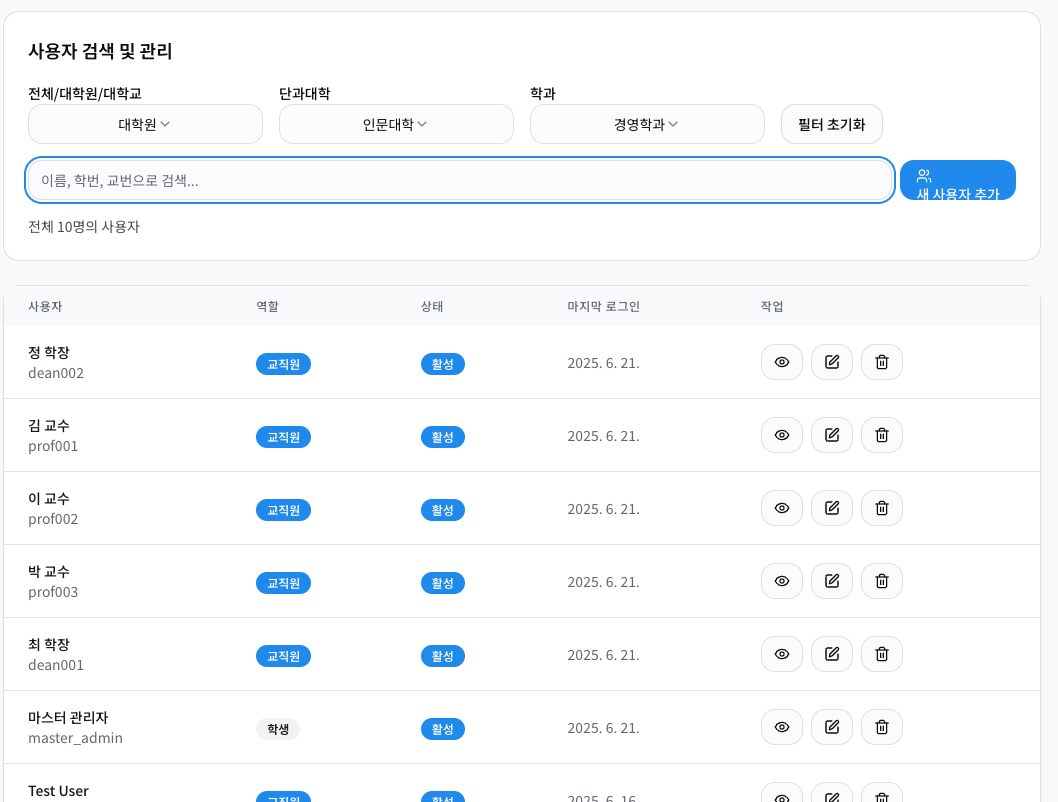 사용자 검색 및 관리
전체/대학원/대학교 단과대학 학과
대학원 인문대학 경영학과 필터 초기화
이름, 학번, 교번으로 검색...
새 사용자 추가
전체 10명의 사용자
사용자 역할 상태 마지막 로그인 작업
정 학장
dean002
교직원 활성 2025. 6. 21.
김 교수
prof001
교직원 활성 2025. 6. 21.
이 교수
prof002
교직원 활성 2025. 6. 21.
박 교수
prof003
교직원 활성 2025. 6. 21.
최 학장
dean001
교직원 활성 2025. 6. 21.
마스터 관리자
master_admin
학생 활성 2025. 6. 21.
Test User
교직원 활성 2025. 6. 16.